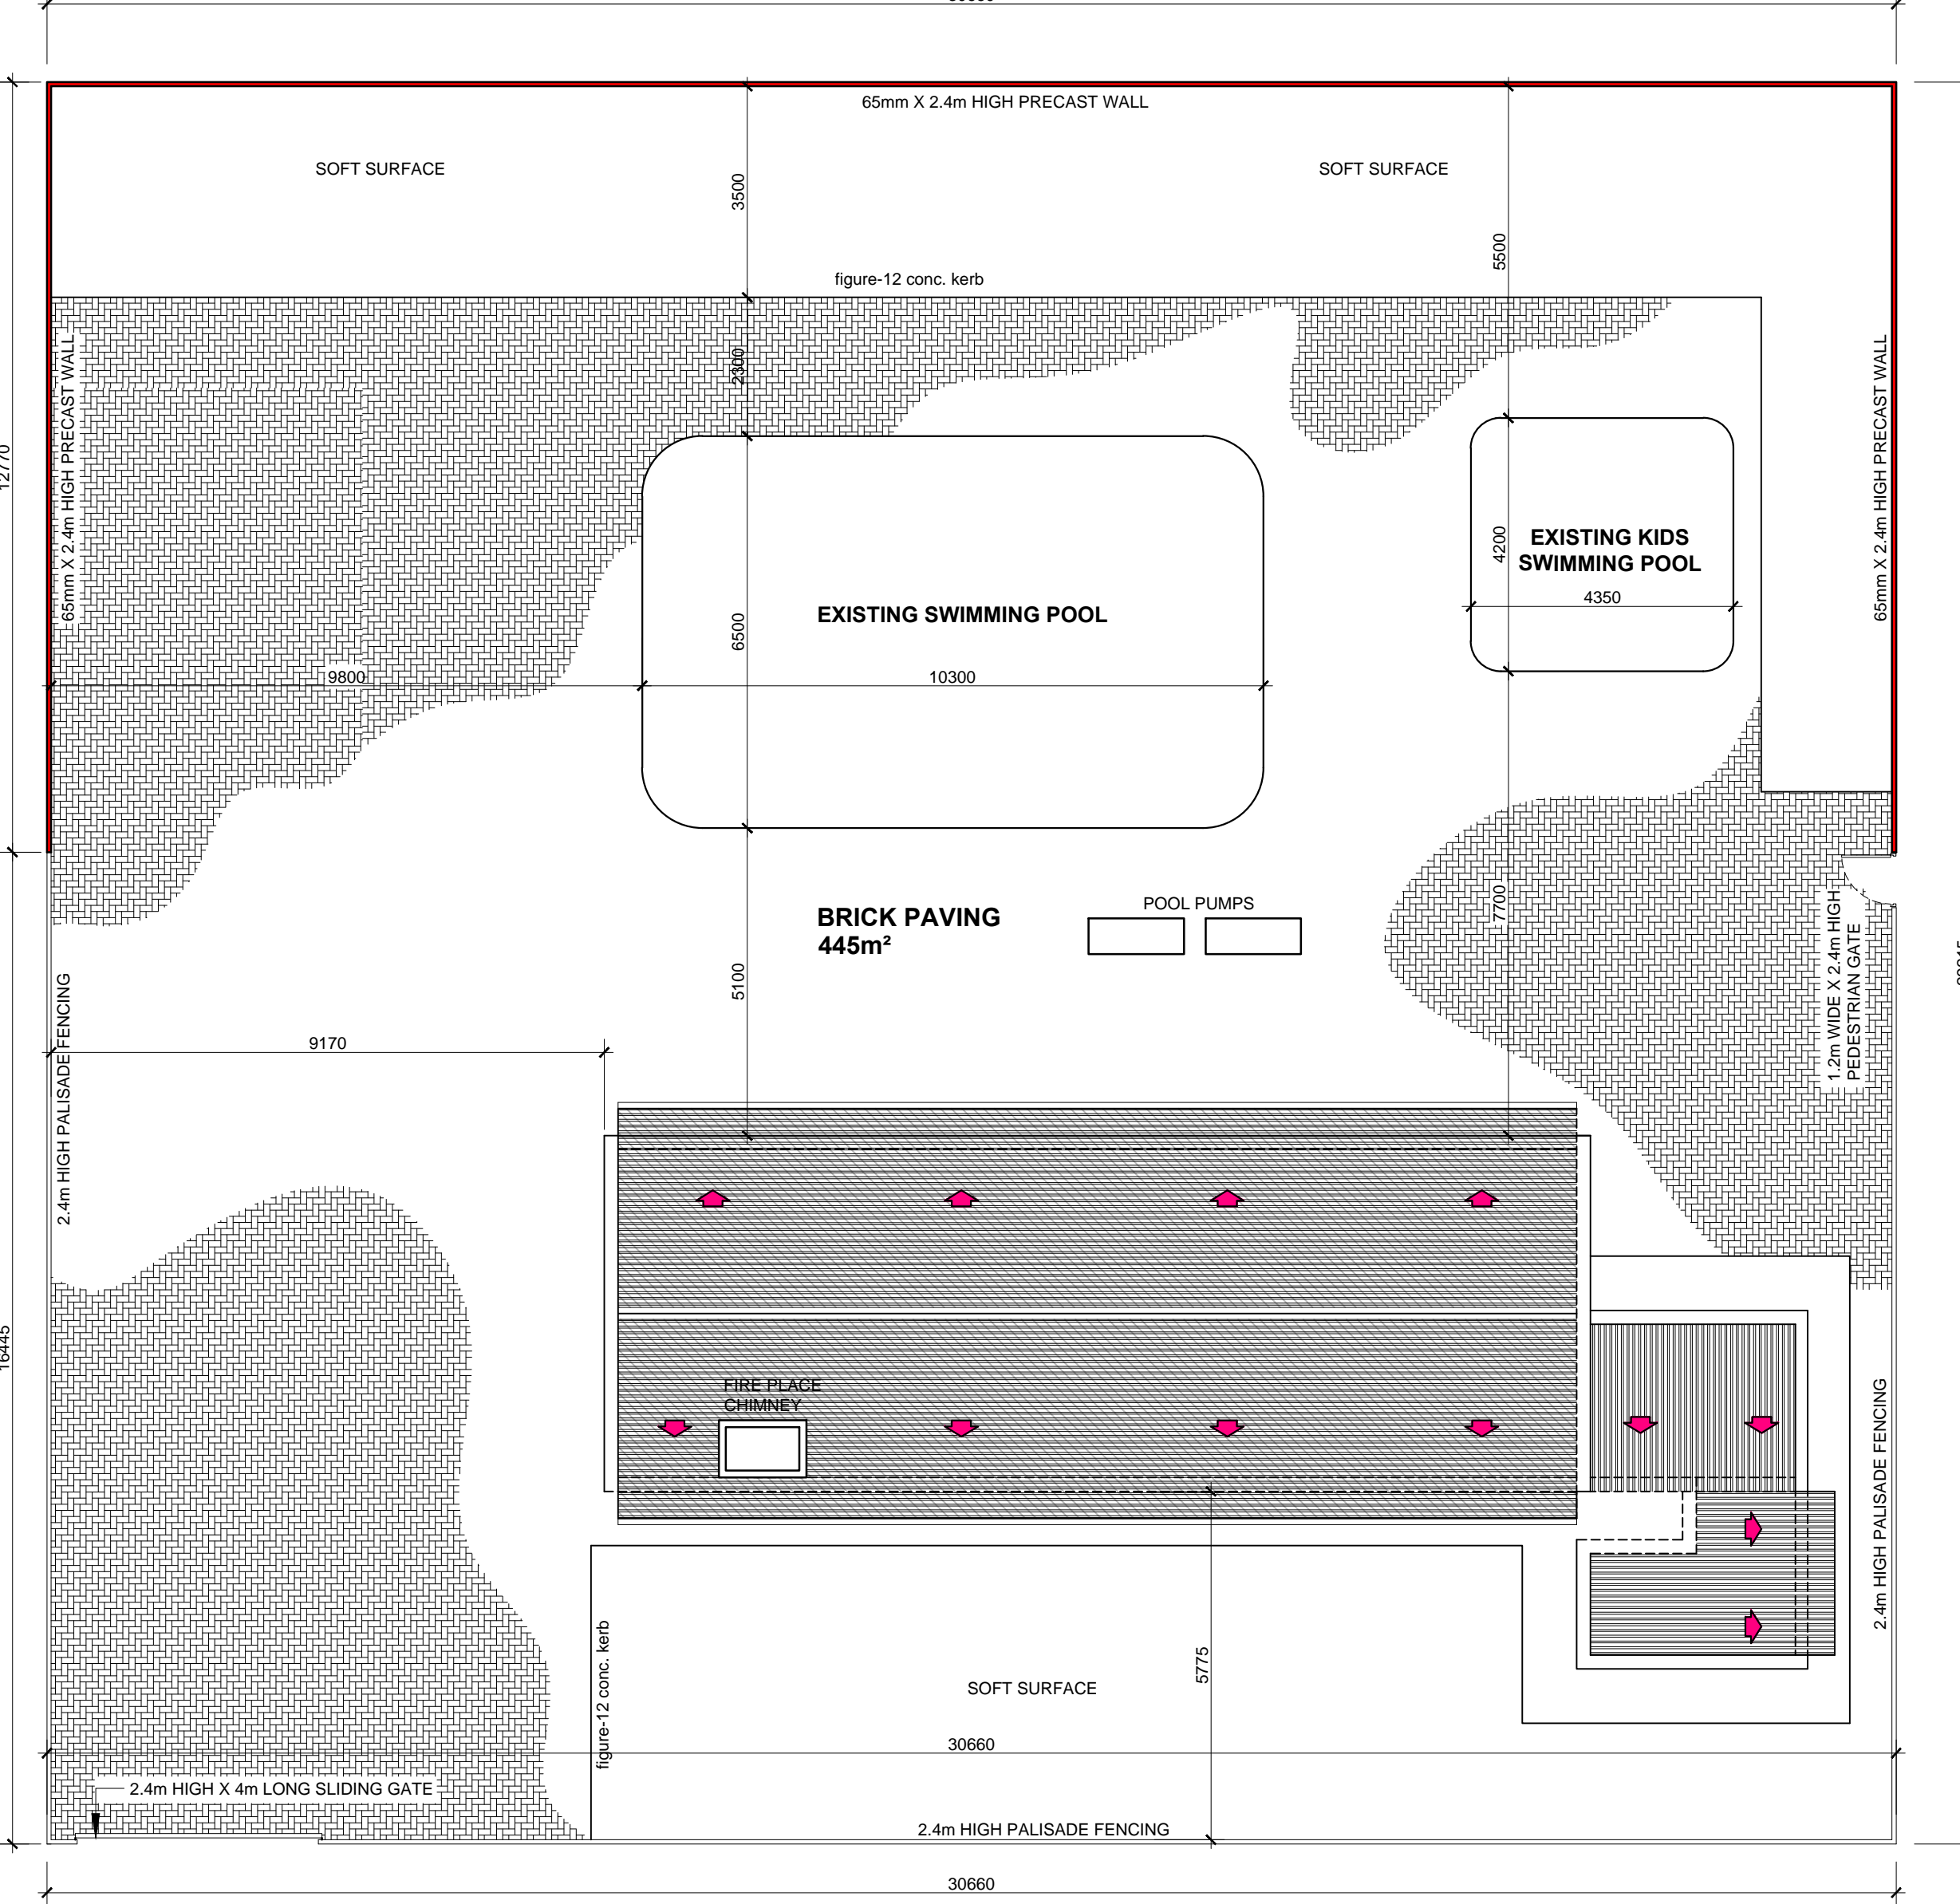 65mm X 2.4m HIGH PRECAST WALL
SOFT SURFACE
SOFT SURFACE
3500
5500
figure-12 conc. kerb
2300
65mm X 2.4m HIGH PRECAST WALL
65mm X 2.4m HIGH PRECAST WALL
12770
4200
EXISTING KIDS
SWIMMING POOL
4350
EXISTING SWIMMING POOL
6500
9800
10300
BRICK PAVING
445m²
POOL PUMPS
7700
1.2m WIDE X 2.4m HIGH
PEDESTRIAN GATE
5100
2.4m HIGH PALISADE FENCING
9170
16445
FIRE PLACE
CHIMNEY
2.4m HIGH PALISADE FENCING
figure-12 conc. kerb
5775
SOFT SURFACE
30660
2.4m HIGH X 4m LONG SLIDING GATE
2.4m HIGH PALISADE FENCING
30660